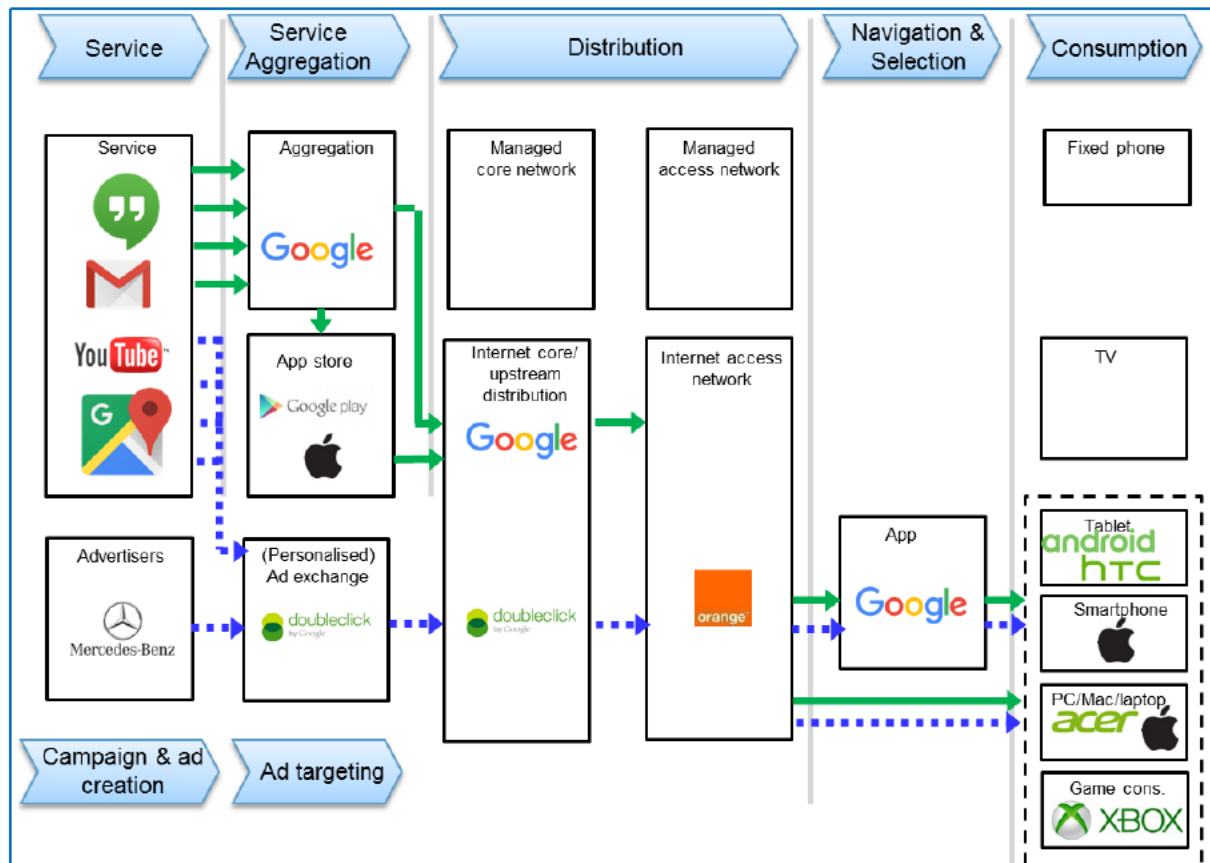 Service
Service
Aggregation
Distribution
Navigation &
Selection
Consumption
Service
Aggregation
Google
You Tube™
G
App store
Google play
Managed
core network
Managed
access network
Fixed phone
Internet core/
upstream
distribution
Google
Internet access
network
TV
Advertisers
Mercedes-Benz
(Personalised)
Ad exchange
doubleclick
by Google
doubleclick
by Google
orange™
App
Google
Tablet
android
htc
Smartphone
PC/Mac/laptop
acer
Game cons.
XBOX
Campaign & ad
creation
Ad targeting